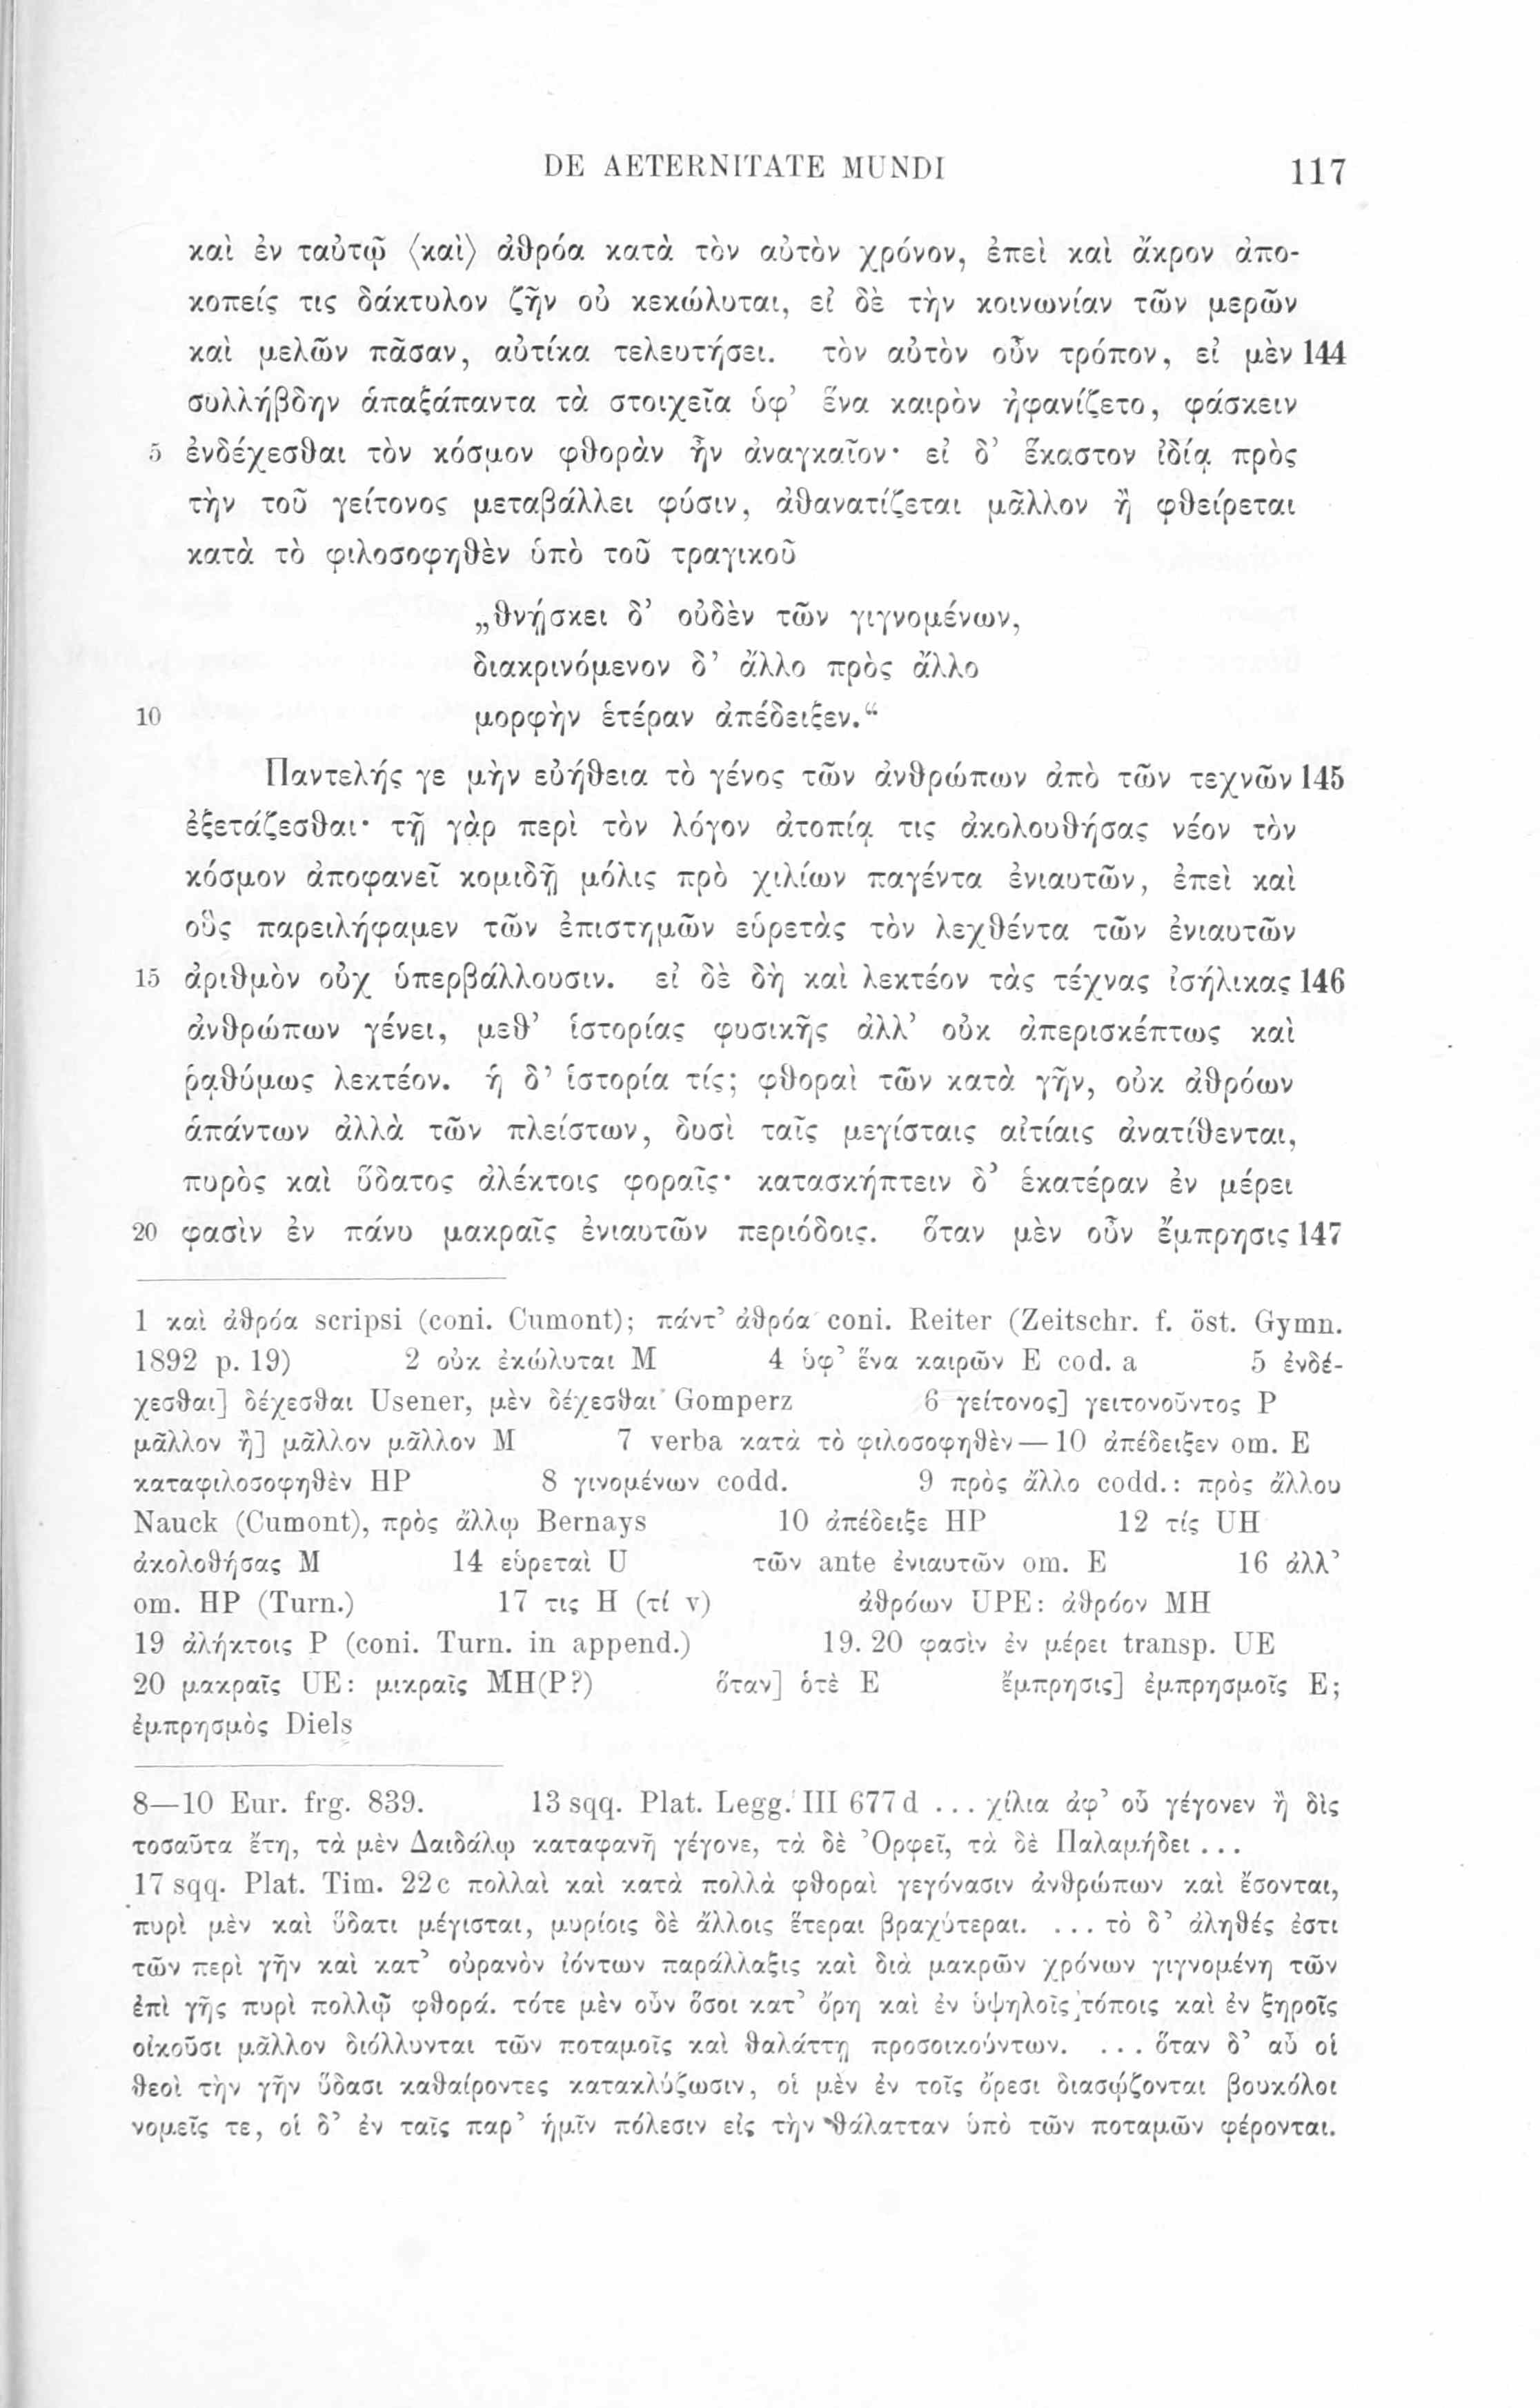 DE AETERNITATE MUNDI 117
καὶ ἐν ταὐτῷ ⟨καὶ⟩ ἀθρόα κατὰ τὸν αὐτὸν χρόνον, ἐπεὶ καὶ ἄκρον ἀπο-
κοπείς τις δάκτυλον ζῆν οὐ κεκώλυται, εἰ δὲ τὴν κοινωνίαν τῶν μερῶν
καὶ μελῶν πᾶσαν, αὐτίκα τελευτήσει. τὸν αὐτὸν οὖν τρόπον, εἰ μὲν 144
συλλήβδην ἁπαξάπαντα τὰ στοιχεῖα ὑφ’ ἕνα καιρὸν ἠφανίζετο, φάσκειν
5 ἐνδέχεσθαι τὸν κόσμον φθορὰν ἦν ἀναγκαῖον· εἰ δ’ ἕκαστον ἰδίᾳ πρὸς
τὴν τοῦ γείτονος μεταβάλλει φύσιν, ἀθανατίζεται μᾶλλον ἢ φθείρεται
κατὰ τὸ φιλοσοφηθὲν ὑπὸ τοῦ τραγικοῦ
„θνῄσκει δ’ οὐδὲν τῶν γιγνομένων,
διακρινόμενον δ’ ἄλλο πρὸς ἄλλο
10 μορφὴν ἑτέραν ἀπέδειξεν.“
Παντελής γε μὴν εὐήθεια τὸ γένος τῶν ἀνθρώπων ἀπὸ τῶν τεχνῶν 145
ἐξετάζεσθαι· τῇ γὰρ περὶ τὸν λόγον ἀτοπίᾳ τις ἀκολουθήσας νέον τὸν
κόσμον ἀποφανεῖ κομιδῇ μόλις πρὸ χιλίων παγέντα ἐνιαυτῶν, ἐπεὶ καὶ
οὓς παρειλήφαμεν τῶν ἐπιστημῶν εὑρετὰς τὸν λεχθέντα τῶν ἐνιαυτῶν
15 ἀριθμὸν οὐχ ὑπερβάλλουσιν. εἰ δὲ δὴ καὶ λεκτέον τὰς τέχνας ἰσήλικας 146
ἀνθρώπων γένει, μεθ’ ἱστορίας φυσικῆς ἀλλ’ οὐκ ἀπερισκέπτως καὶ
ῥᾳθύμως λεκτέον. ἡ δ’ ἱστορία τίς; φθοραὶ τῶν κατὰ γῆν, οὐκ ἀθρόων
ἁπάντων ἀλλὰ τῶν πλείστων, δυσὶ ταῖς μεγίσταις αἰτίαις ἀνατίθενται,
πυρὸς καὶ ὕδατος ἀλέκτοις φοραῖς· κατασκήπτειν δ’ ἑκατέραν ἐν μέρει
20 φασὶν ἐν πάνυ μακραῖς ἐνιαυτῶν περιόδοις. ὅταν μὲν οὖν ἔμπρησις 147
1 καὶ ἀθρόα scripsi (coni. Cumont); πάντ’ ἀθρόα coni. Reiter (Zeitschr. f. öst. Gymn.
1892 p. 19) 2 οὐκ ἐκώλυται M 4 ὑφ’ ἕνα καιρῶν E cod. a 5 ἐνδέ-
χεσθαι] δέχεσθαι Usener, μὲν δέχεσθαι Gomperz 6 γείτονος] γειτονοῦντος P
μᾶλλον ἢ] μᾶλλον μᾶλλον M 7 verba κατὰ τὸ φιλοσοφηθὲν — 10 ἀπέδειξεν om. E
καταφιλοσοφηθὲν HP 8 γινομένων codd. 9 πρὸς ἄλλο codd.: πρὸς ἄλλου
Nauck (Cumont), πρὸς ἄλλῳ Bernays 10 ἀπέδειξε HP 12 τίς UH
ἀκολοθήσας M 14 εὑρεταὶ U τῶν ante ἐνιαυτῶν om. E 16 ἀλλ’
om. HP (Turn.) 17 τις H (τί v) ἀθρόων UPE: ἀθρόον MH
19 ἀλήκτοις P (coni. Turn. in append.) 19. 20 φασὶν ἐν μέρει transp. UE
20 μακραῖς UE: μικραῖς MH(P?) ὅταν] ὁτὲ E ἔμπρησις] ἐμπρησμοῖς E;
ἐμπρησμὸς Diels
8—10 Eur. frg. 839. 13 sqq. Plat. Legg. III 677 d ... χίλια ἀφ’ οὗ γέγονεν ἢ δὶς
τοσαῦτα ἔτη, τὰ μὲν Δαιδάλῳ καταφανῆ γέγονε, τὰ δὲ Ὀρφεῖ, τὰ δὲ Παλαμήδει ...
17 sqq. Plat. Tim. 22 c πολλαὶ καὶ κατὰ πολλὰ φθοραὶ γεγόνασιν ἀνθρώπων καὶ ἔσονται,
πυρὶ μὲν καὶ ὕδατι μέγισται, μυρίοις δὲ ἄλλοις ἕτεραι βραχύτεραι. ... τὸ δ’ ἀληθές ἐστι
τῶν περὶ γῆν καὶ κατ’ οὐρανὸν ἰόντων παράλλαξις καὶ διὰ μακρῶν χρόνων γιγνομένη τῶν
ἐπὶ γῆς πυρὶ πολλῷ φθορά. τότε μὲν οὖν ὅσοι κατ’ ὄρη καὶ ἐν ὑψηλοῖς τόποις καὶ ἐν ξηροῖς
οἰκοῦσι μᾶλλον διόλλυνται τῶν ποταμοῖς καὶ θαλάττῃ προσοικούντων. ... ὅταν δ’ αὖ οἱ
θεοὶ τὴν γῆν ὕδασι καθαίροντες κατακλύζωσιν, οἱ μὲν ἐν τοῖς ὄρεσι διασῴζονται βουκόλοι
νομεῖς τε, οἱ δ’ ἐν ταῖς παρ’ ἡμῖν πόλεσιν εἰς τὴν θάλατταν ὑπὸ τῶν ποταμῶν φέρονται.